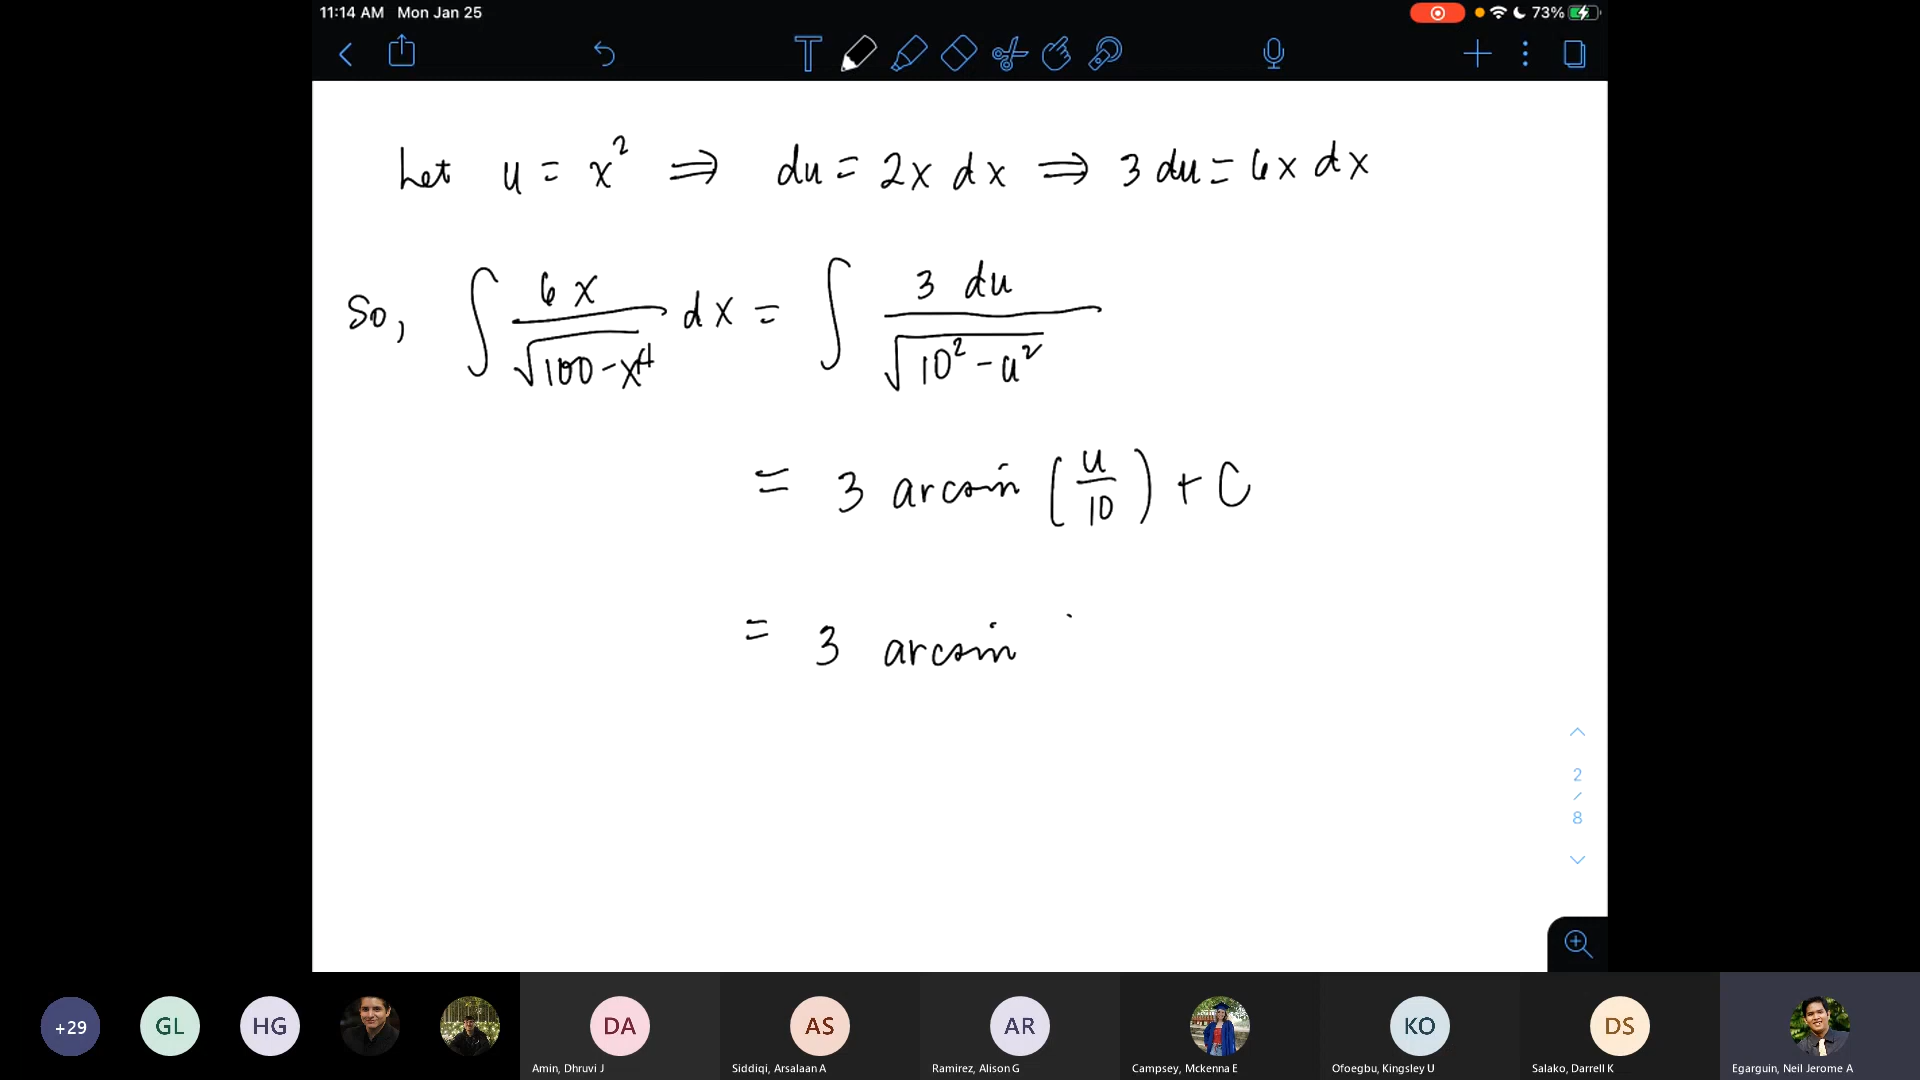 11:14 AM Mon Jan 25
73%
Let u = x² ⇒ du = 2x dx ⇒ 3 du = 6x dx
So, ∫ 6x / √(100 - x⁴) dx = ∫ 3 du / √(10² - u²)
= 3 arcsin (u/10) + C
= 3 arcsin
2
/
8
+29 GL HG DA AS AR KO DS
Amin, Dhruvi J Siddiqi, Arsalaan A Ramirez, Alison G Campsey, Mckenna E Ofoegbu, Kingsley U Salako, Darrell K Egarguin, Neil Jerome A